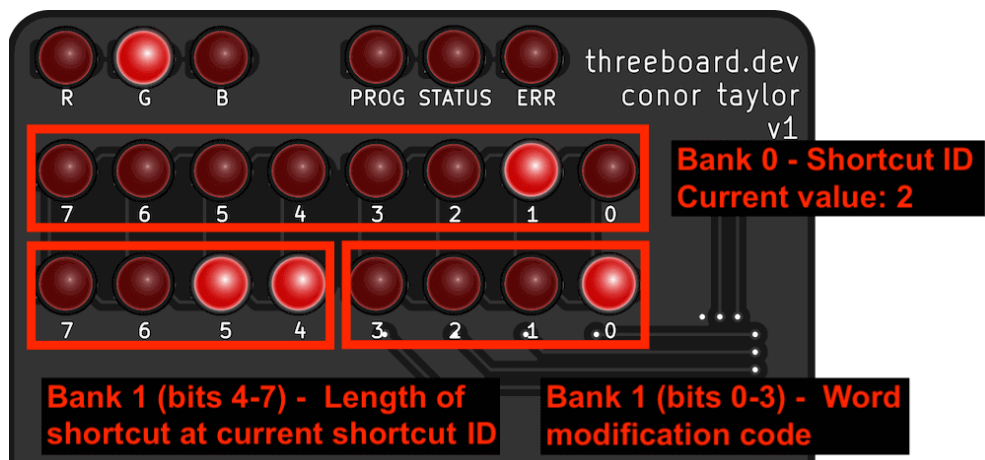 threeboard.dev
conor taylor
v1
R G B PROG STATUS ERR
7 6 5 4 3 2 1 0
Bank 0 - Shortcut ID
Current value: 2
7 6 5 4 3 2 1 0
Bank 1 (bits 4-7) - Length of
shortcut at current shortcut ID
Bank 1 (bits 0-3) - Word
modification code